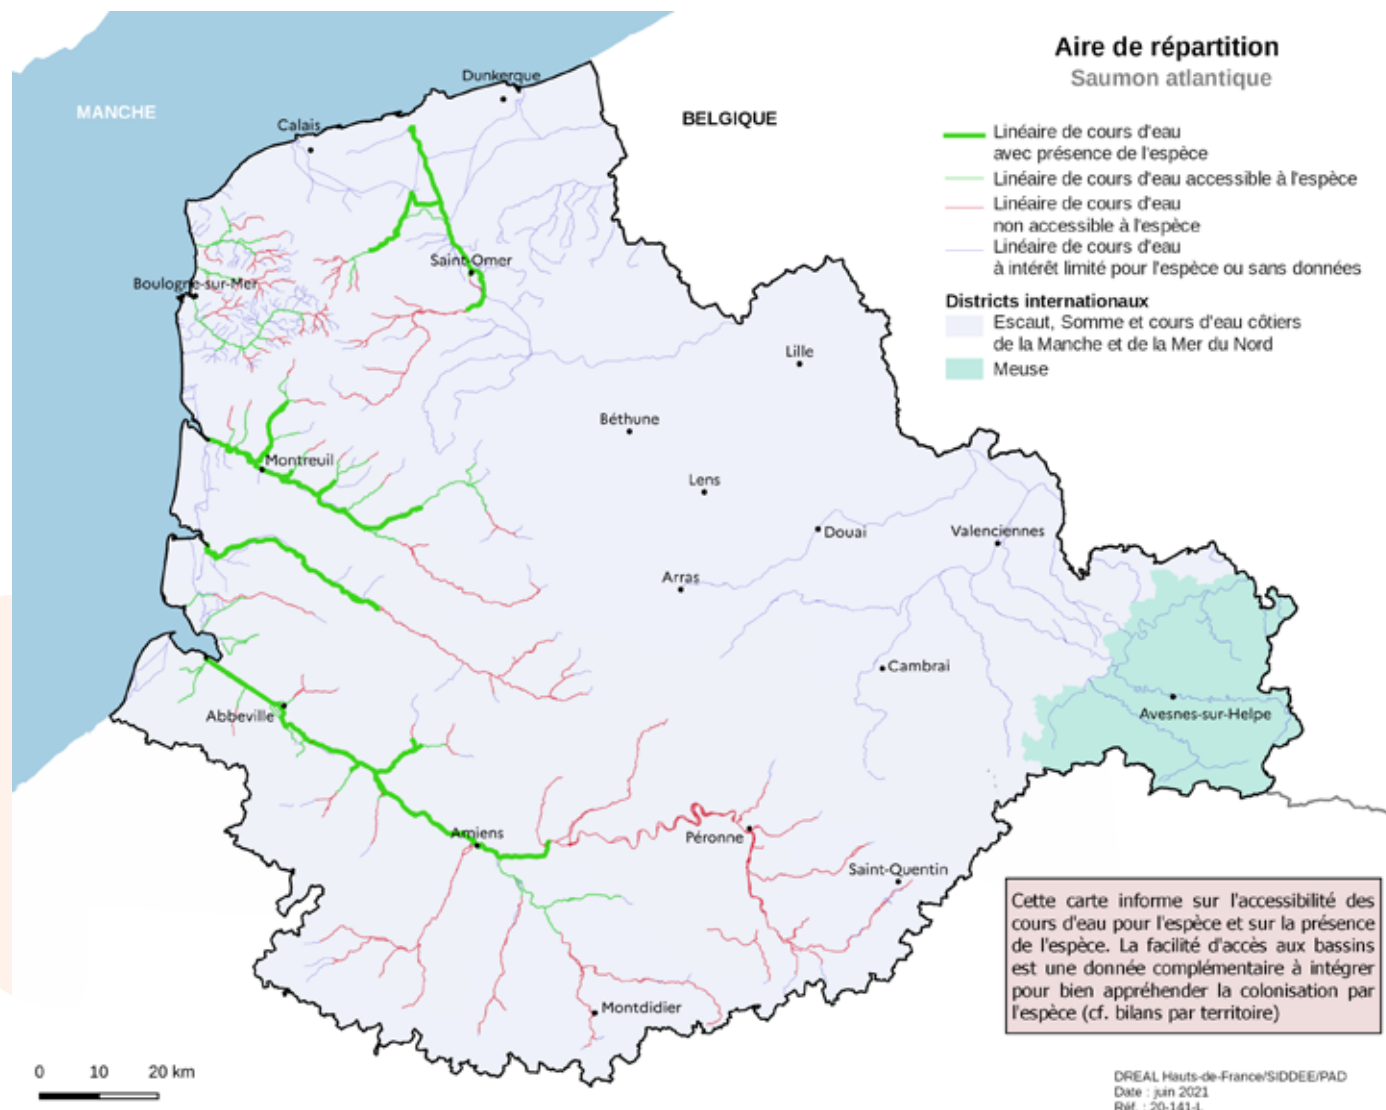 Aire de répartition
Saumon atlantique
MANCHE
BELGIQUE
Linéaire de cours d'eau
avec présence de l'espèce
Linéaire de cours d'eau accessible à l'espèce
Linéaire de cours d'eau
non accessible à l'espèce
Linéaire de cours d'eau
à intérêt limité pour l'espèce ou sans données
Districts internationaux
Escaut, Somme et cours d'eau côtiers
de la Manche et de la Mer du Nord
Meuse
Dunkerque
Calais
Saint-Omer
Boulogne-sur-Mer
Lille
Béthune
Montreuil
Lens
Douai
Valenciennes
Arras
Cambrai
Avesnes-sur-Helpe
Abbeville
Amiens
Péronne
Saint-Quentin
Montdidier
Cette carte informe sur l'accessibilité des
cours d'eau pour l'espèce et sur la présence
de l'espèce. La facilité d'accès aux bassins
est une donnée complémentaire à intégrer
pour bien appréhender la colonisation par
l'espèce (cf. bilans par territoire)
0 10 20 km
DREAL Hauts-de-France/SIDDEE/PAD
Date : juin 2021
Réf. : 20-141-L